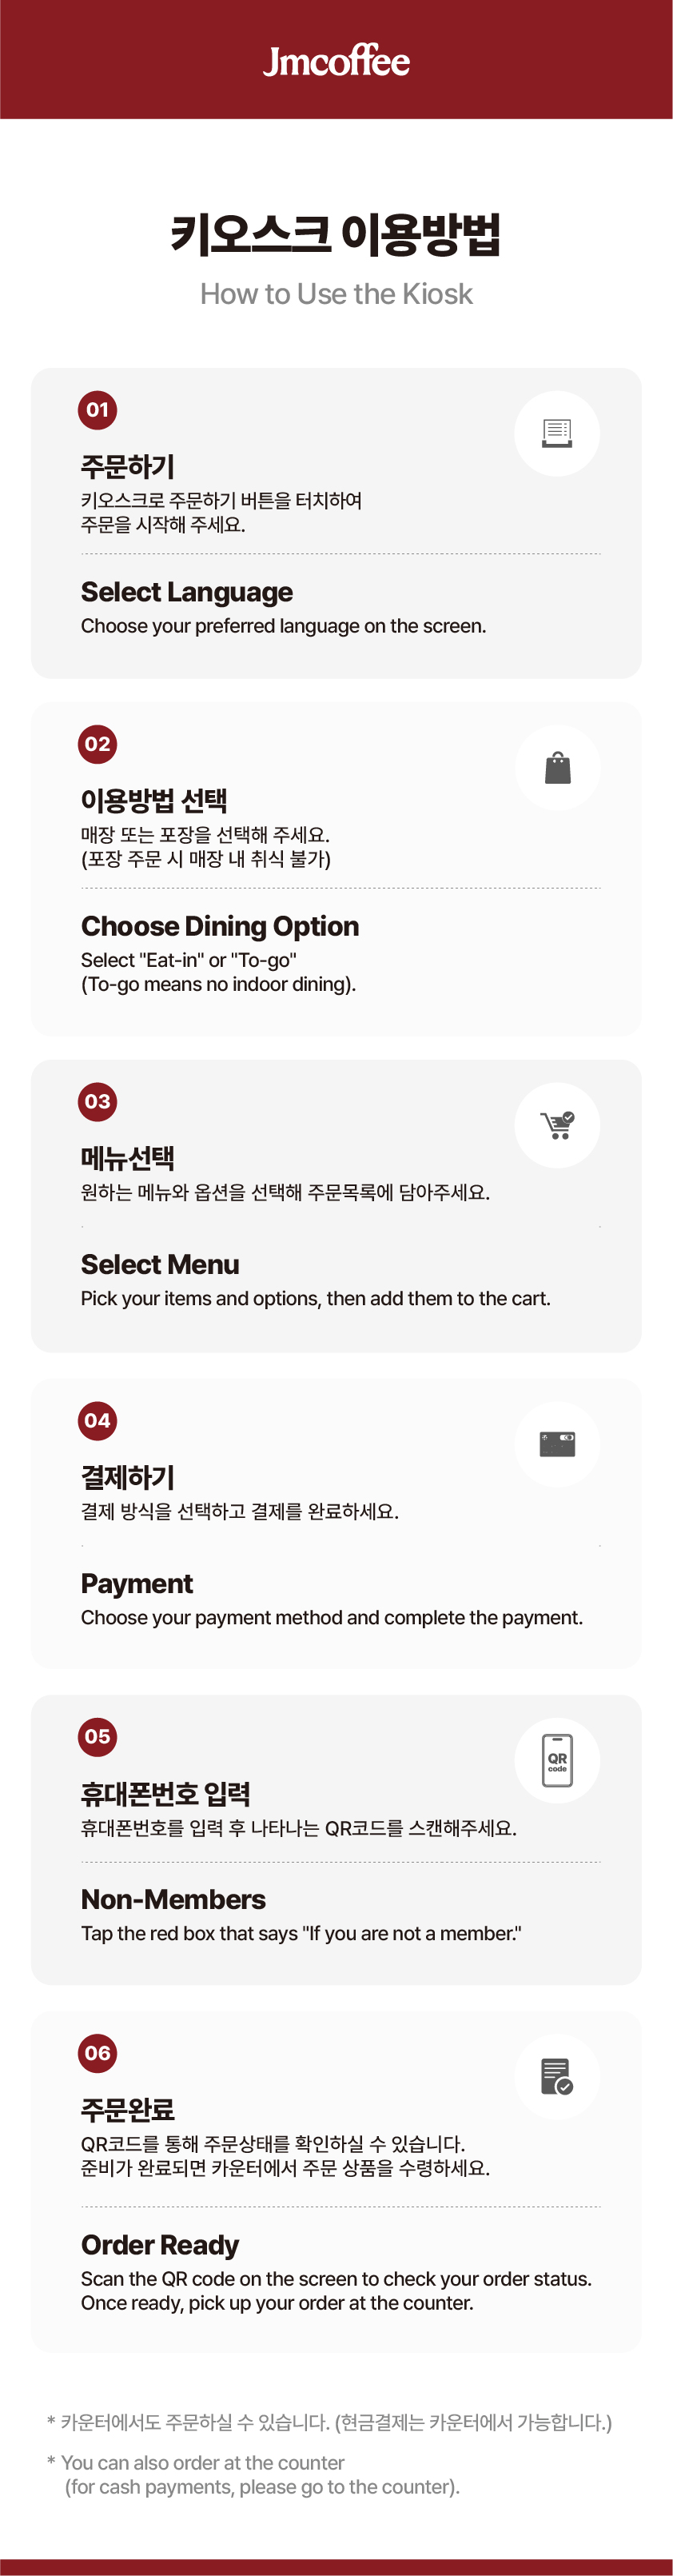 Jmcoffee
키오스크 이용방법
How to Use the Kiosk
01
주문하기
키오스크로 주문하기 버튼을 터치하여
주문을 시작해 주세요.
Select Language
Choose your preferred language on the screen.
02
이용방법 선택
매장 또는 포장을 선택해 주세요.
(포장 주문 시 매장 내 취식 불가)
Choose Dining Option
Select "Eat-in" or "To-go"
(To-go means no indoor dining).
03
메뉴선택
원하는 메뉴와 옵션을 선택해 주문목록에 담아주세요.
Select Menu
Pick your items and options, then add them to the cart.
04
결제하기
결제 방식을 선택하고 결제를 완료하세요.
Payment
Choose your payment method and complete the payment.
05
QR
code
휴대폰번호 입력
휴대폰번호를 입력 후 나타나는 QR코드를 스캔해주세요.
Non-Members
Tap the red box that says "If you are not a member."
06
주문완료
QR코드를 통해 주문상태를 확인하실 수 있습니다.
준비가 완료되면 카운터에서 주문 상품을 수령하세요.
Order Ready
Scan the QR code on the screen to check your order status.
Once ready, pick up your order at the counter.
* 카운터에서도 주문하실 수 있습니다. (현금결제는 카운터에서 가능합니다.)
* You can also order at the counter
(for cash payments, please go to the counter).